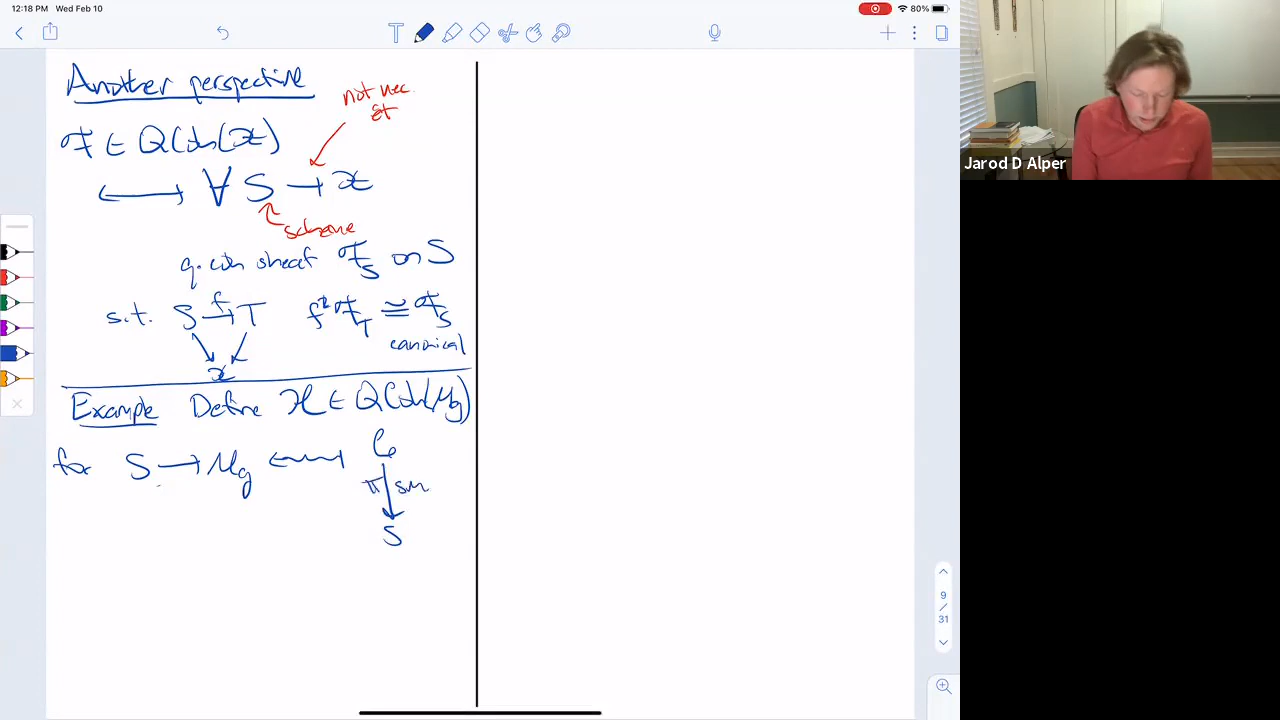 12:18 PM Wed Feb 10
80%
Another perspective
not nec
ét
F ∈ QCoh(X)
⟷ ∀ S → X
scheme
q. coh sheaf F_S on S
s.t. S →f T f^* F_T ≅ F_S
canonical
X
Example Define H ∈ QCoh(M_g)
for S → M_g ⟷ C
π sm
S
Jarod D Alper
9
/
31